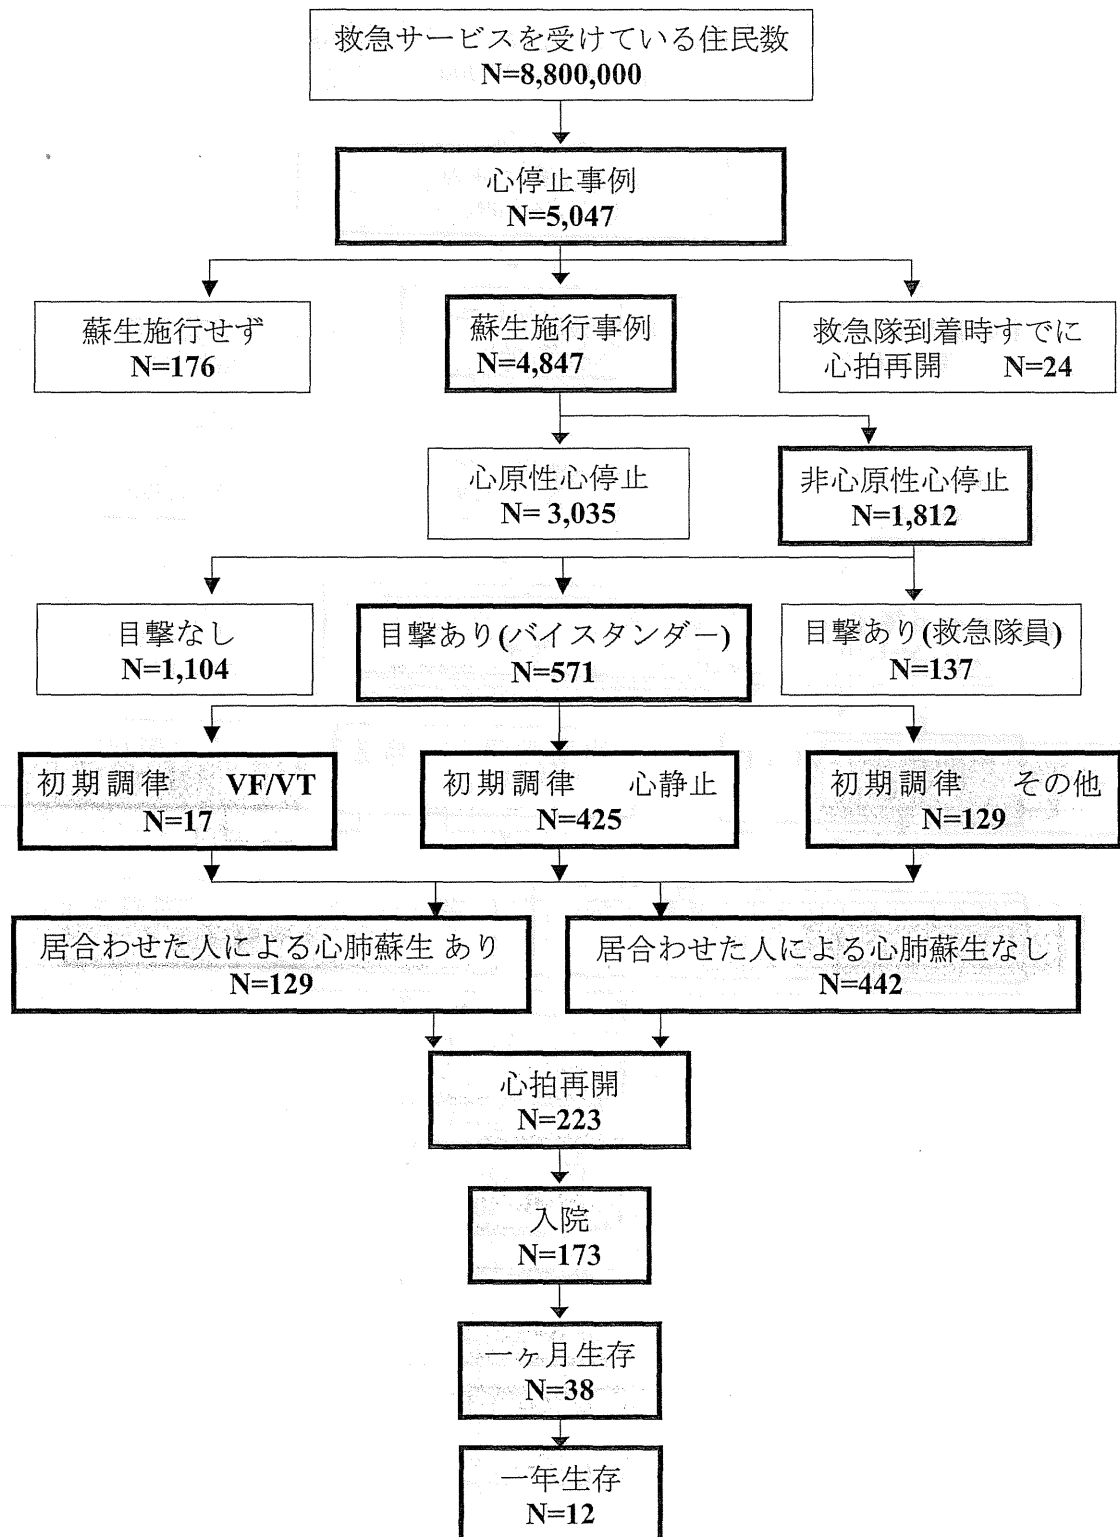 救急サービスを受けている住民数
N=8,800,000
心停止事例
N=5,047
蘇生施行せず
N=176
蘇生施行事例
N=4,847
救急隊到着時すでに
心拍再開 N=24
心原性心停止
N= 3,035
非心原性心停止
N=1,812
目撃なし
N=1,104
目撃あり(バイスタンダー)
N=571
目撃あり(救急隊員)
N=137
初期調律 VF/VT
N=17
初期調律 心静止
N=425
初期調律 その他
N=129
居合わせた人による心肺蘇生 あり
N=129
居合わせた人による心肺蘇生なし
N=442
心拍再開
N=223
入院
N=173
一ヶ月生存
N=38
一年生存
N=12